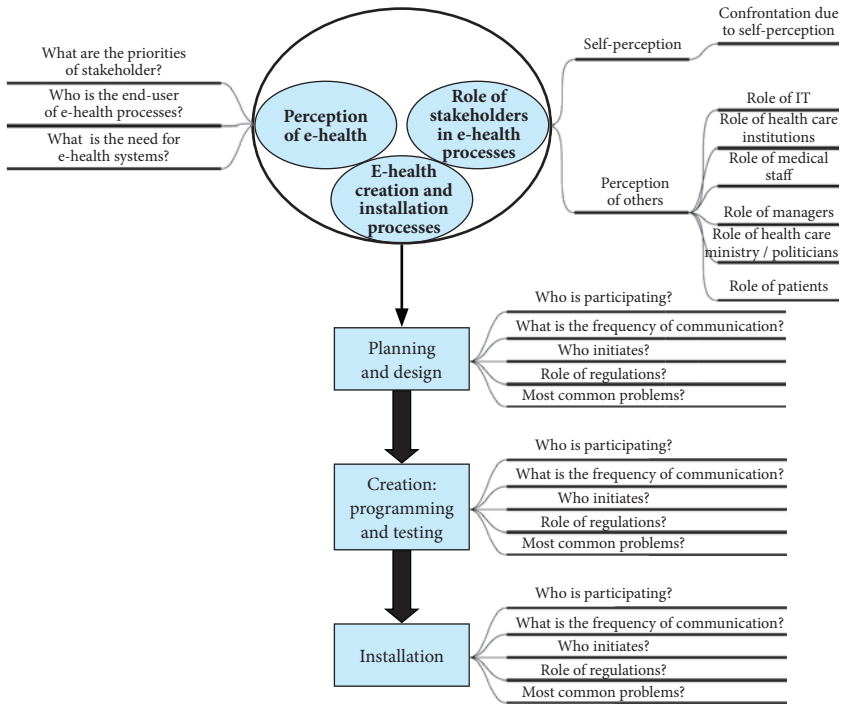 What are the priorities
of stakeholder?
Who is the end-user
of e-health processes?
What is the need for
e-health systems?
Perception
of e-health
Role of
stakeholders
in e-health
processes
E-health
creation and
installation
processes
Self-perception
Confrontation due
to self-perception
Perception
of others
Role of IT
Role of health care
institutions
Role of medical
staff
Role of managers
Role of health care
ministry / politicians
Role of patients
Planning
and design
Who is participating?
What is the frequency of communication?
Who initiates?
Role of regulations?
Most common problems?
Creation:
programming
and testing
Who is participating?
What is the frequency of communication?
Who initiates?
Role of regulations?
Most common problems?
Installation
Who is participating?
What is the frequency of communication?
Who initiates?
Role of regulations?
Most common problems?